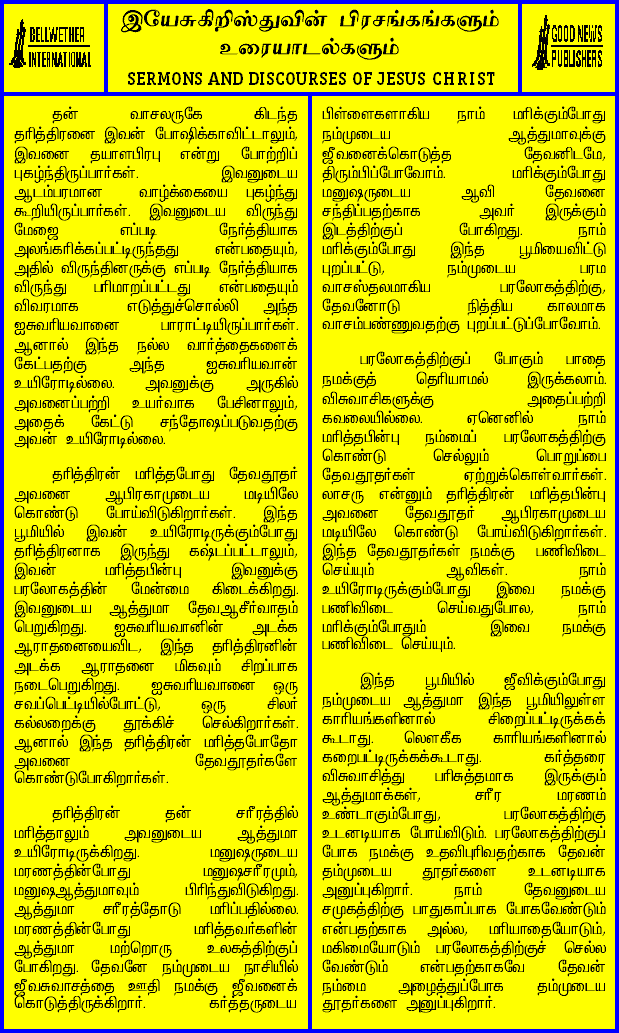 BELLWETHER
INTERNATIONAL
இயேசுகிறிஸ்துவின் பிரசங்கங்களும்
உரையாடல்களும்
SERMONS AND DISCOURSES OF JESUS CHRIST
GOOD NEWS
PUBLISHERS
தன் வாசலருகே கிடந்த
தரித்திரனை இவன் போஷிக்காவிட்டாலும்,
இவனை தயாளபிரபு என்று போற்றிப்
புகழ்ந்திருப்பார்கள். இவனுடைய
ஆடம்பரமான வாழ்க்கையை புகழ்ந்து
கூறியிருப்பார்கள். இவனுடைய விருந்து
மேஜை எப்படி நேர்த்தியாக
அலங்கரிக்கப்பட்டிருந்தது என்பதையும்,
அதில் விருந்தினருக்கு எப்படி நேர்த்தியாக
விருந்து பரிமாறப்பட்டது என்பதையும்
விவரமாக எடுத்துச்சொல்லி அந்த
ஐசுவரியவானை பாராட்டியிருப்பார்கள்.
ஆனால் இந்த நல்ல வார்த்தைகளைக்
கேட்பதற்கு அந்த ஐசுவரியவான்
உயிரோடில்லை. அவனுக்கு அருகில்
அவனைப்பற்றி உயர்வாக பேசினாலும்,
அதைக் கேட்டு சந்தோஷப்படுவதற்கு
அவன் உயிரோடில்லை.
தரித்திரன் மரித்தபோது தேவதூதர்
அவனை ஆபிரகாமுடைய மடியிலே
கொண்டு போய்விடுகிறார்கள். இந்த
பூமியில் இவன் உயிரோடிருக்கும்போது
தரித்திரனாக இருந்து கஷ்டப்பட்டாலும்,
இவன் மரித்தபின்பு இவனுக்கு
பரலோகத்தின் மேன்மை கிடைக்கிறது.
இவனுடைய ஆத்துமா தேவஆசீர்வாதம்
பெறுகிறது. ஐசுவரியவானின் அடக்க
ஆராதனையைவிட, இந்த தரித்திரனின்
அடக்க ஆராதனை மிகவும் சிறப்பாக
நடைபெறுகிறது. ஐசுவரியவானை ஒரு
சவப்பெட்டியில்போட்டு, ஒரு சிலர்
கல்லறைக்கு தூக்கிச் செல்கிறார்கள்.
ஆனால் இந்த தரித்திரன் மரித்தபோதோ
அவனை தேவதூதர்களே
கொண்டுபோகிறார்கள்.
தரித்திரன் தன் சரீரத்தில்
மரித்தாலும் அவனுடைய ஆத்துமா
உயிரோடிருக்கிறது. மனுஷருடைய
மரணத்தின்போது மனுஷசரீரமும்,
மனுஷஆத்துமாவும் பிரிந்துவிடுகிறது.
ஆத்துமா சரீரத்தோடு மரிப்பதில்லை.
மரணத்தின்போது மரித்தவர்களின்
ஆத்துமா மற்றொரு உலகத்திற்குப்
போகிறது. தேவனே நம்முடைய நாசியில்
ஜீவசுவாசத்தை ஊதி நமக்கு ஜீவனைக்
கொடுத்திருக்கிறார். கர்த்தருடைய
பிள்ளைகளாகிய நாம் மரிக்கும்போது
நம்முடைய ஆத்துமாவுக்கு
ஜீவனைக்கொடுத்த தேவனிடமே,
திரும்பிப்போவோம். மரிக்கும்போது
மனுஷருடைய ஆவி தேவனை
சந்திப்பதற்காக அவர் இருக்கும்
இடத்திற்குப் போகிறது. நாம்
மரிக்கும்போது இந்த பூமியைவிட்டு
புறப்பட்டு, நம்முடைய பரம
வாசஸ்தலமாகிய பரலோகத்திற்கு,
தேவனோடு நித்திய காலமாக
வாசம்பண்ணுவதற்கு புறப்பட்டுப்போவோம்.
பரலோகத்திற்குப் போகும் பாதை
நமக்குத் தெரியாமல் இருக்கலாம்.
விசுவாசிகளுக்கு அதைப்பற்றி
கவலையில்லை. ஏனெனில் நாம்
மரித்தபின்பு நம்மைப் பரலோகத்திற்கு
கொண்டு செல்லும் பொறுப்பை
தேவதூதர்கள் ஏற்றுக்கொள்வார்கள்.
லாசரு என்னும் தரித்திரன் மரித்தபின்பு
அவனை தேவதூதர் ஆபிரகாமுடைய
மடியிலே கொண்டு போய்விடுகிறார்கள்.
இந்த தேவதூதர்கள் நமக்கு பணிவிடை
செய்யும் ஆவிகள். நாம்
உயிரோடிருக்கும்போது இவை நமக்கு
பணிவிடை செய்வதுபோல, நாம்
மரிக்கும்போதும் இவை நமக்கு
பணிவிடை செய்யும்.
இந்த பூமியில் ஜீவிக்கும்போது
நம்முடைய ஆத்துமா இந்த பூமியிலுள்ள
காரியங்களினால் சிறைப்பட்டிருக்கக்
கூடாது. லௌகீக காரியங்களினால்
கறைபட்டிருக்கக்கூடாது. கர்த்தரை
விசுவாசித்து பரிசுத்தமாக இருக்கும்
ஆத்துமாக்கள், சரீர மரணம்
உண்டாகும்போது, பரலோகத்திற்கு
உடனடியாக போய்விடும். பரலோகத்திற்குப்
போக நமக்கு உதவிபுரிவதற்காக தேவன்
தம்முடைய தூதர்களை உடனடியாக
அனுப்புகிறார். நாம் தேவனுடைய
சமுகத்திற்கு பாதுகாப்பாக போகவேண்டும்
என்பதற்காக அல்ல, மரியாதையோடும்,
மகிமையோடும் பரலோகத்திற்குச் செல்ல
வேண்டும் என்பதற்காகவே தேவன்
நம்மை அழைத்துப்போக தம்முடைய
தூதர்களை அனுப்புகிறார்.